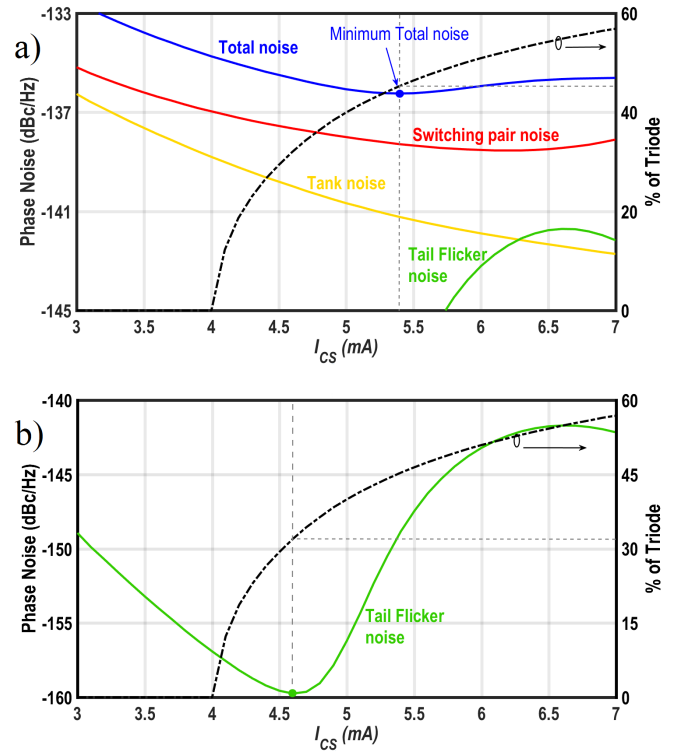 a)
-133
-137
-141
-145
Phase Noise (dBc/Hz)
60
40
20
0
% of Triode
Total noise
Minimum Total noise
Switching pair noise
Tank noise
Tail Flicker
noise
3
3.5
4
4.5
5
5.5
6
6.5
7
I_CS (mA)
b)
-140
-145
-150
-155
-160
Phase Noise (dBc/Hz)
60
45
30
15
0
% of Triode
Tail Flicker
noise
3
3.5
4
4.5
5
5.5
6
6.5
7
I_CS (mA)